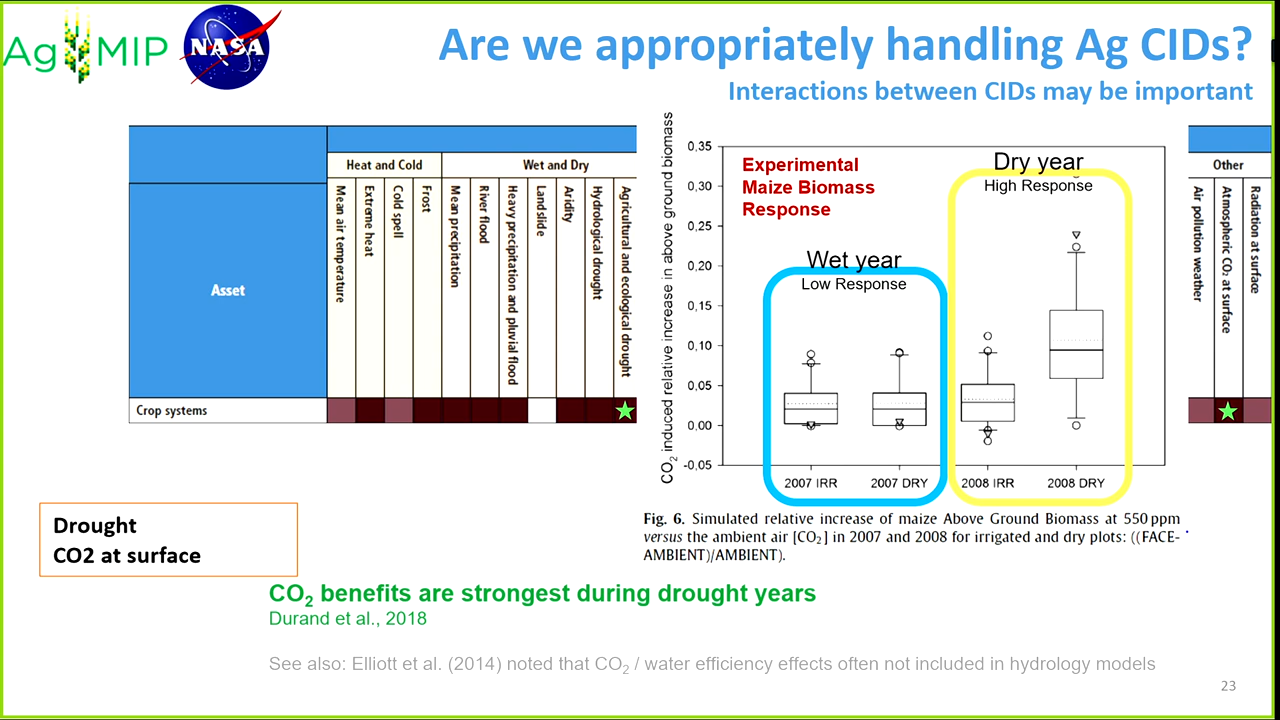 AgMIP
NASA
Are we appropriately handling Ag CIDs?
Interactions between CIDs may be important
Asset
Heat and Cold
Wet and Dry
Mean air temperature
Extreme heat
Cold spell
Frost
Mean precipitation
River flood
Heavy precipitation and pluvial flood
Landslide
Aridity
Hydrological drought
Agricultural and ecological drought
Crop systems
CO2 induced relative increase in above ground biomass
0,35
0,30
0,25
0,20
0,15
0,10
0,05
0,00
-0,05
Experimental
Maize Biomass
Response
Wet year
Low Response
Dry year
High Response
2007 IRR
2007 DRY
2008 IRR
2008 DRY
Other
Air pollution weather
Atmospheric CO2 at surface
Radiation at surface
Fig. 6. Simulated relative increase of maize Above Ground Biomass at 550 ppm
versus the ambient air [CO2] in 2007 and 2008 for irrigated and dry plots: ((FACE-
AMBIENT)/AMBIENT).
Drought
CO2 at surface
CO2 benefits are strongest during drought years
Durand et al., 2018
See also: Elliott et al. (2014) noted that CO2 / water efficiency effects often not included in hydrology models
23